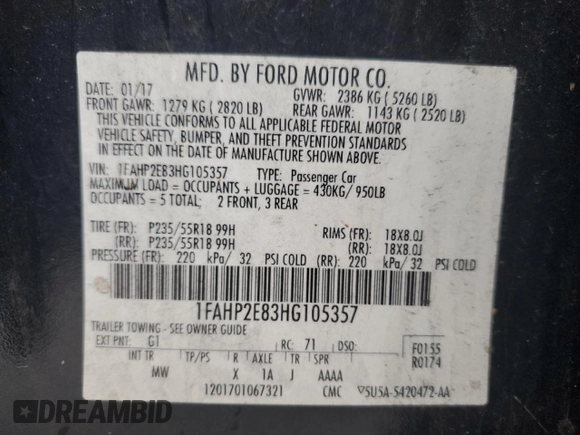 MFD. BY FORD MOTOR CO.
DATE: 01/17 GVWR: 2386 KG ( 5260 LB)
FRONT GAWR: 1279 KG ( 2820 LB) REAR GAWR: 1143 KG ( 2520 LB)
THIS VEHICLE CONFORMS TO ALL APPLICABLE FEDERAL MOTOR
VEHICLE SAFETY, BUMPER, AND THEFT PREVENTION STANDARDS
IN EFFECT ON THE DATE OF MANUFACTURE SHOWN ABOVE.
VIN: 1FAHP2E83HG105357 TYPE: Passenger Car
MAXIMUM LOAD = OCCUPANTS + LUGGAGE = 430KG/ 950LB
OCCUPANTS = 5 TOTAL; 2 FRONT, 3 REAR
TIRE (FR): P235/55R18 99H RIMS (FR): 18X8.0J
(RR): P235/55R18 99H (RR): 18X8.0J
PRESSURE (FR): 220 kPa/ 32 PSI COLD (RR): 220 kPa/ 32 PSI COLD
1FAHP2E83HG105357
TRAILER TOWING - SEE OWNER GUIDE
EXT PNT: G1 RC: 71 DSO: F0155
INT TR TP/PS R AXLE TR SPR R0174
MW X 1A J AAAA
1201701067321 CMC 5U5A-5420472-AA
DREAMBID